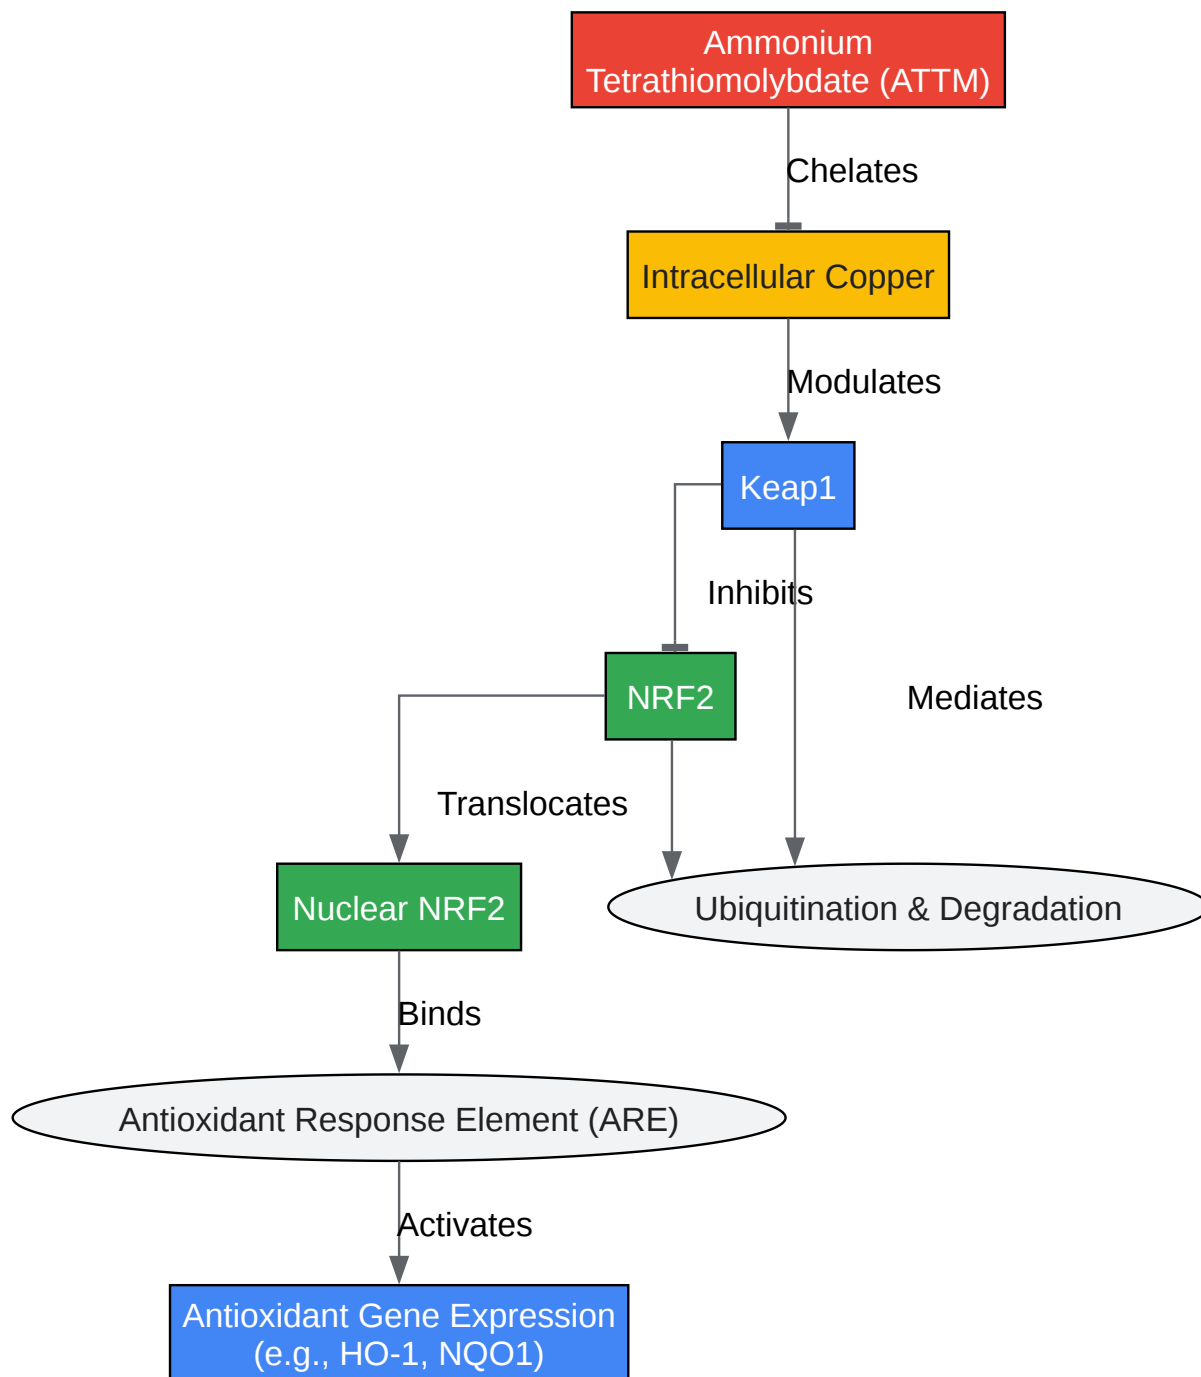 Ammonium
Tetrathiomolybdate (ATTM)
Chelates
Intracellular Copper
Modulates
Keap1
Inhibits
NRF2
Mediates
Translocates
Nuclear NRF2
Ubiquitination & Degradation
Binds
Antioxidant Response Element (ARE)
Activates
Antioxidant Gene Expression
(e.g., HO-1, NQO1)